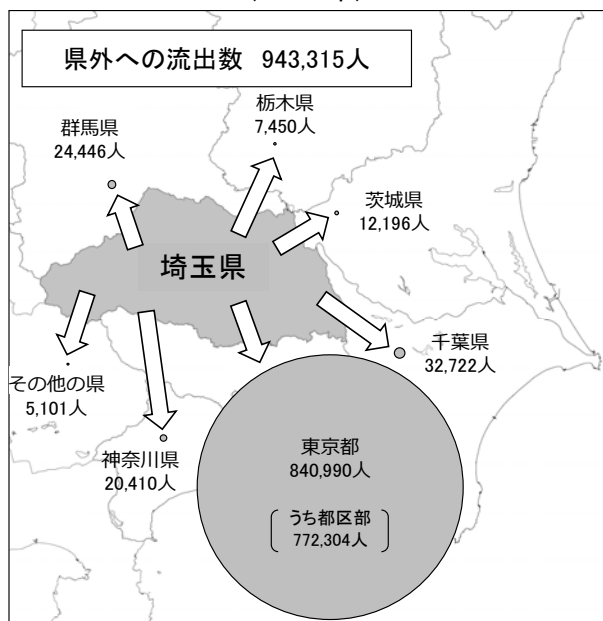 県外への流出数 943,315人
栃木県
7,450人
群馬県
24,446人
茨城県
12,196人
埼玉県
千葉県
32,722人
その他の県
5,101人
神奈川県
20,410人
東京都
840,990人
うち都区部
772,304人